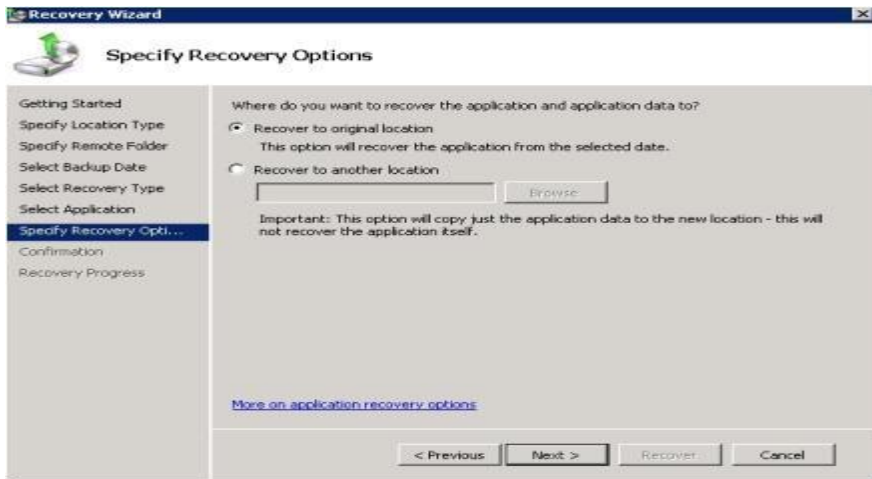 Recovery Wizard
Specify Recovery Options
Getting Started
Specify Location Type
Specify Remote Folder
Select Backup Date
Select Recovery Type
Select Application
Specify Recovery Opti...
Confirmation
Recovery Progress
Where do you want to recover the application and application data to?
Recover to original location
This option will recover the application from the selected date.
Recover to another location
Browse
Important: This option will copy just the application data to the new location - this will
not recover the application itself.
More on application recovery options
< Previous
Next >
Recover
Cancel